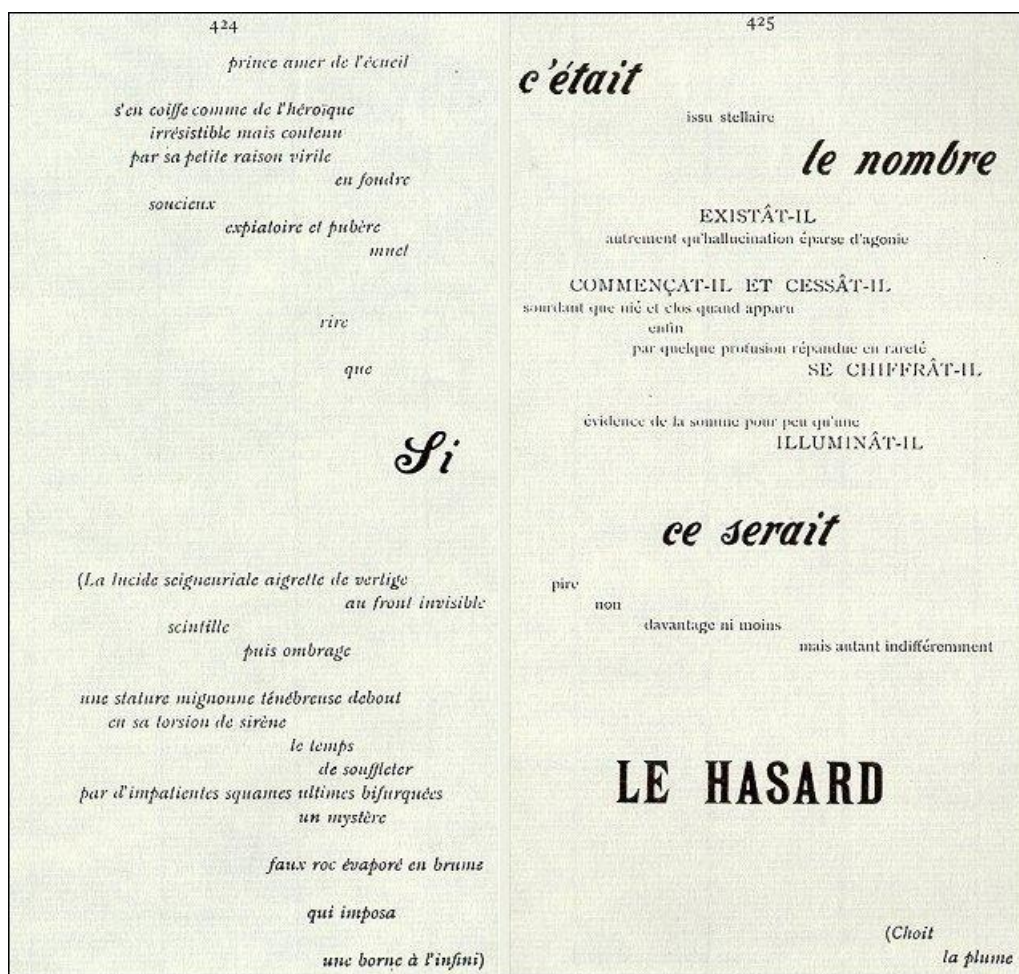 424
prince amer de l'écueil
s'en coiffe comme de l'héroïque
irrésistible mais contenu
par sa petite raison virile
en foudre
soucieux
expiatoire et pubère
muet
rire
que
Si
(La lucide seigneuriale aigrette de vertige
au front invisible
scintille
puis ombrage
une stature mignonne ténébreuse debout
en sa torsion de sirène
le temps
de souffleter
par d'impatientes squames ultimes bifurquées
un mystère
faux roc évaporé en brume
qui imposa
une borne à l'infini)
425
c'était
issu stellaire
le nombre
EXISTÂT-IL
autrement qu'hallucination éparse d'agonie
COMMENÇAT-IL ET CESSÂT-IL
sourdant que nié et clos quand apparu
enfin
par quelque profusion répandue en rareté
SE CHIFFRÂT-IL
évidence de la somme pour peu qu'une
ILLUMINÂT-IL
ce serait
pire
non
davantage ni moins
mais autant indifféremment
LE HASARD
(Choit
la plume